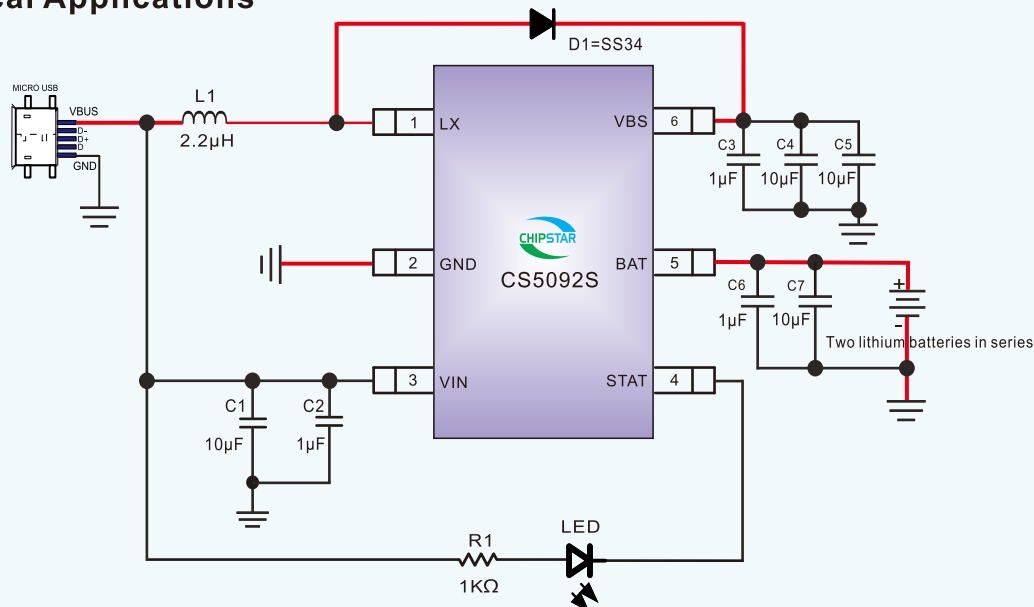 cal Applications
D1=SS34
MICRO USB
VBUS
D-
D+
D
GND
L1
2.2μH
1
LX
VBS
6
C3
1μF
C4
10μF
C5
10μF
CHIPSTAR
CS5092S
2
GND
BAT
5
C6
1μF
C7
10μF
+
-
Two lithium batteries in series
3
VIN
STAT
4
C1
10μF
C2
1μF
R1
1KΩ
LED